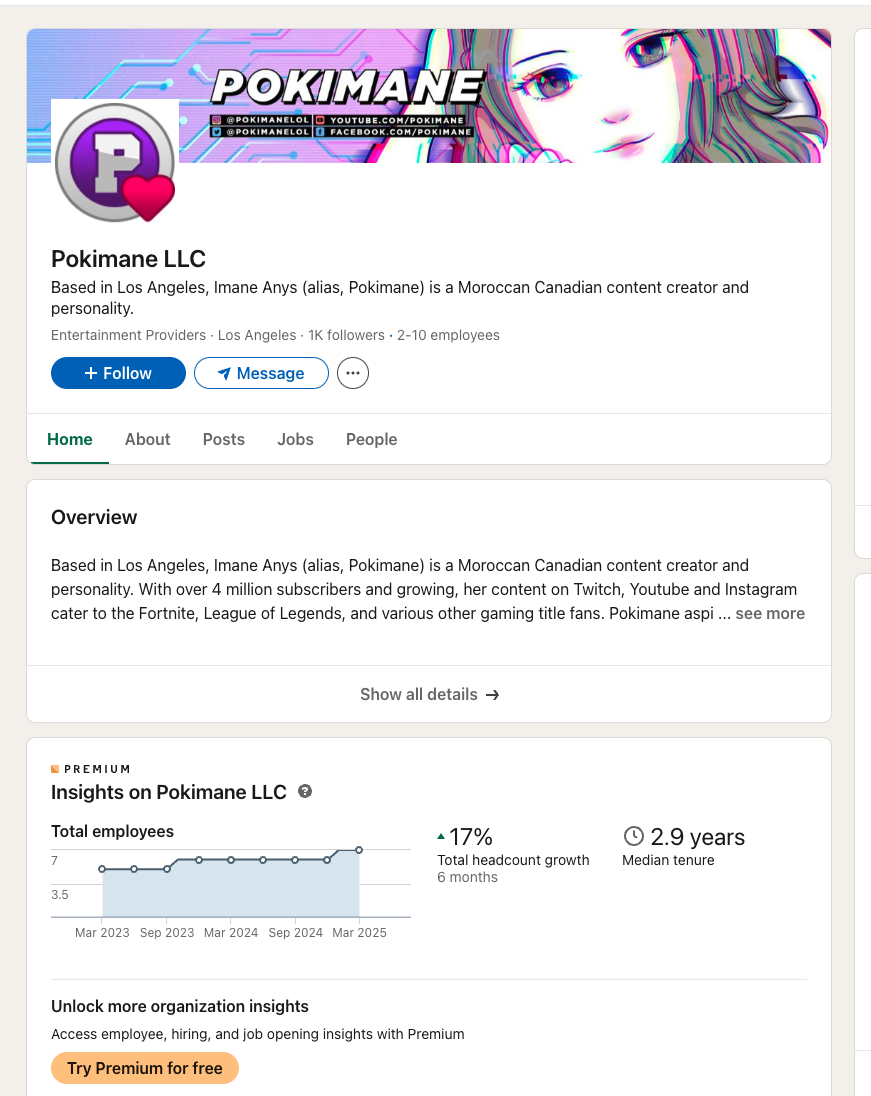 POKIMANE
@POKIMANELOL YOUTUBE.COM/POKIMANE
@POKIMANELOL FACEBOOK.COM/POKIMANE
P
Pokimane LLC
Based in Los Angeles, Imane Anys (alias, Pokimane) is a Moroccan Canadian content creator and
personality.
Entertainment Providers · Los Angeles · 1K followers · 2-10 employees
+ Follow
Message
Home About Posts Jobs People
Overview
Based in Los Angeles, Imane Anys (alias, Pokimane) is a Moroccan Canadian content creator and
personality. With over 4 million subscribers and growing, her content on Twitch, Youtube and Instagram
cater to the Fortnite, League of Legends, and various other gaming title fans. Pokimane aspi ... see more
Show all details →
PREMIUM
Insights on Pokimane LLC
Total employees
7
3.5
Mar 2023 Sep 2023 Mar 2024 Sep 2024 Mar 2025
17%
Total headcount growth
6 months
2.9 years
Median tenure
Unlock more organization insights
Access employee, hiring, and job opening insights with Premium
Try Premium for free